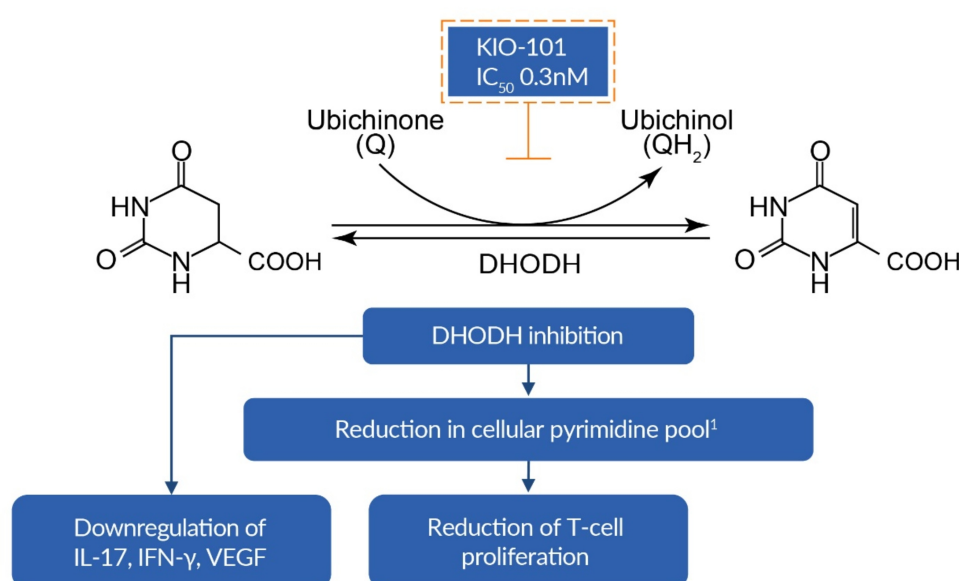 KIO-101
IC₅₀ 0.3nM
Ubichinone
(Q)
Ubichinol
(QH₂)
O
HN
O
N
H
COOH
DHODH
O
HN
O
N
H
COOH
DHODH inhibition
Reduction in cellular pyrimidine pool¹
Downregulation of
IL-17, IFN-γ, VEGF
Reduction of T-cell
proliferation